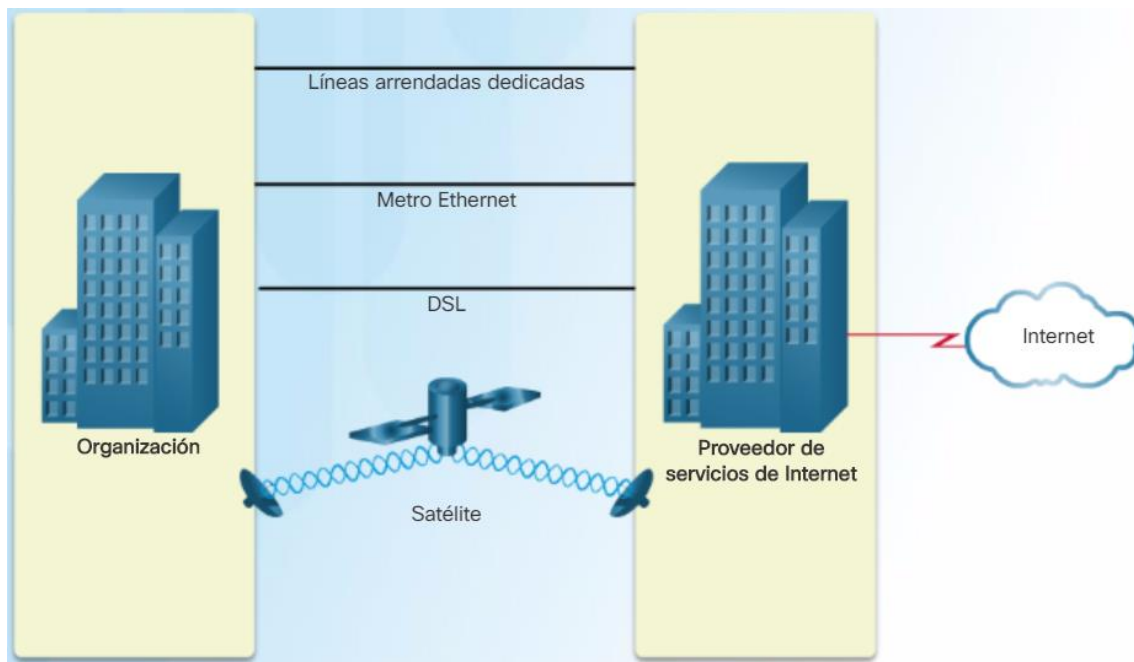 Líneas arrendadas dedicadas
Metro Ethernet
DSL
Internet
Organización
Proveedor de
servicios de Internet
Satélite